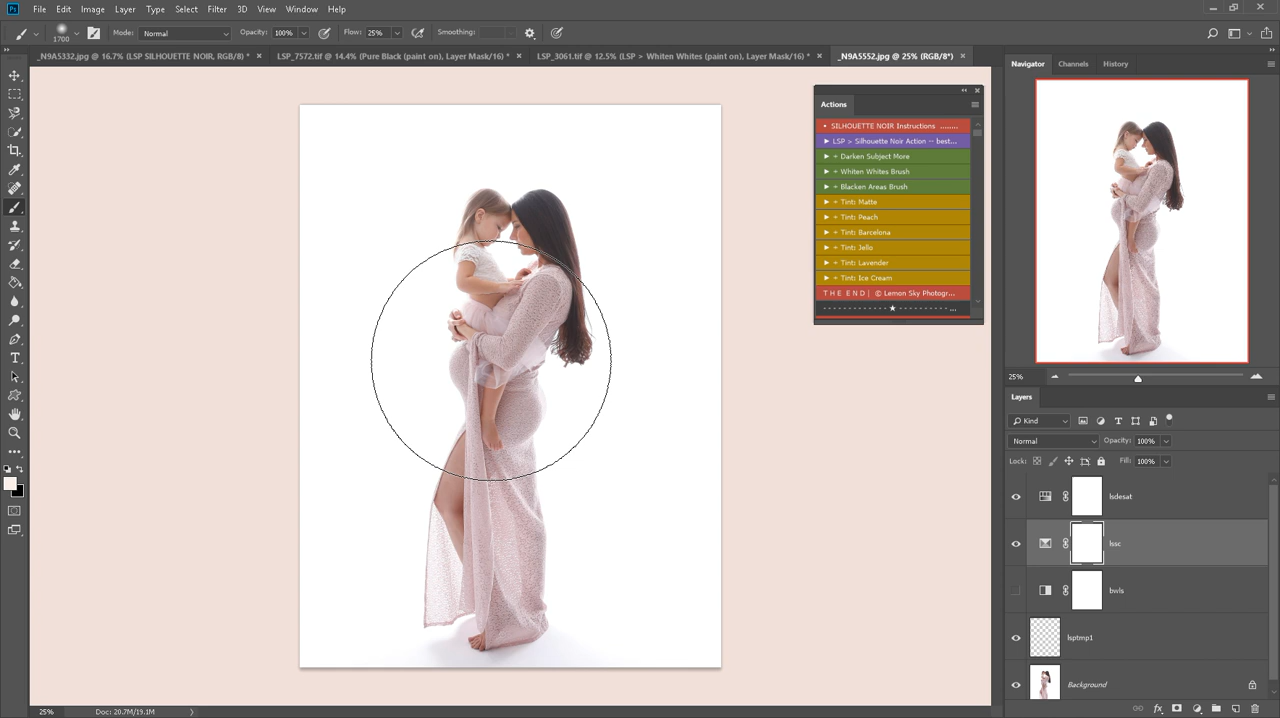 Ps File Edit Image Layer Type Select Filter 3D View Window Help
1700 Mode: Normal Opacity: 100% Flow: 25% Smoothing:
_N9A5332.jpg @ 16.7% (LSP SILHOUETTE NOIR, RGB/8) * × LSP_7572.tif @ 14.4% (Pure Black (paint on), Layer Mask/16) * × LSP_3061.tif @ 12.5% (LSP > Whiten Whites (paint on), Layer Mask/16) * × _N9A5552.jpg @ 25% (RGB/8*) ×
Actions
• SILHOUETTE NOIR Instructions ........
LSP > Silhouette Noir Action -- best...
÷ Darken Subject More
÷ Whiten Whites Brush
÷ Blacken Areas Brush
÷ Tint: Matte
÷ Tint: Peach
÷ Tint: Barcelona
÷ Tint: Jello
÷ Tint: Lavender
÷ Tint: Ice Cream
T H E E N D | © Lemon Sky Photogr...
- - - - - - - - - - - - - ★ - - - - - - - - - - ...
Navigator Channels History
25%
Layers
Kind
Normal Opacity: 100%
Lock: Fill: 100%
lsdesat
lssc
bwls
lsptmp1
Background
25% Doc: 20.7M/19.1M